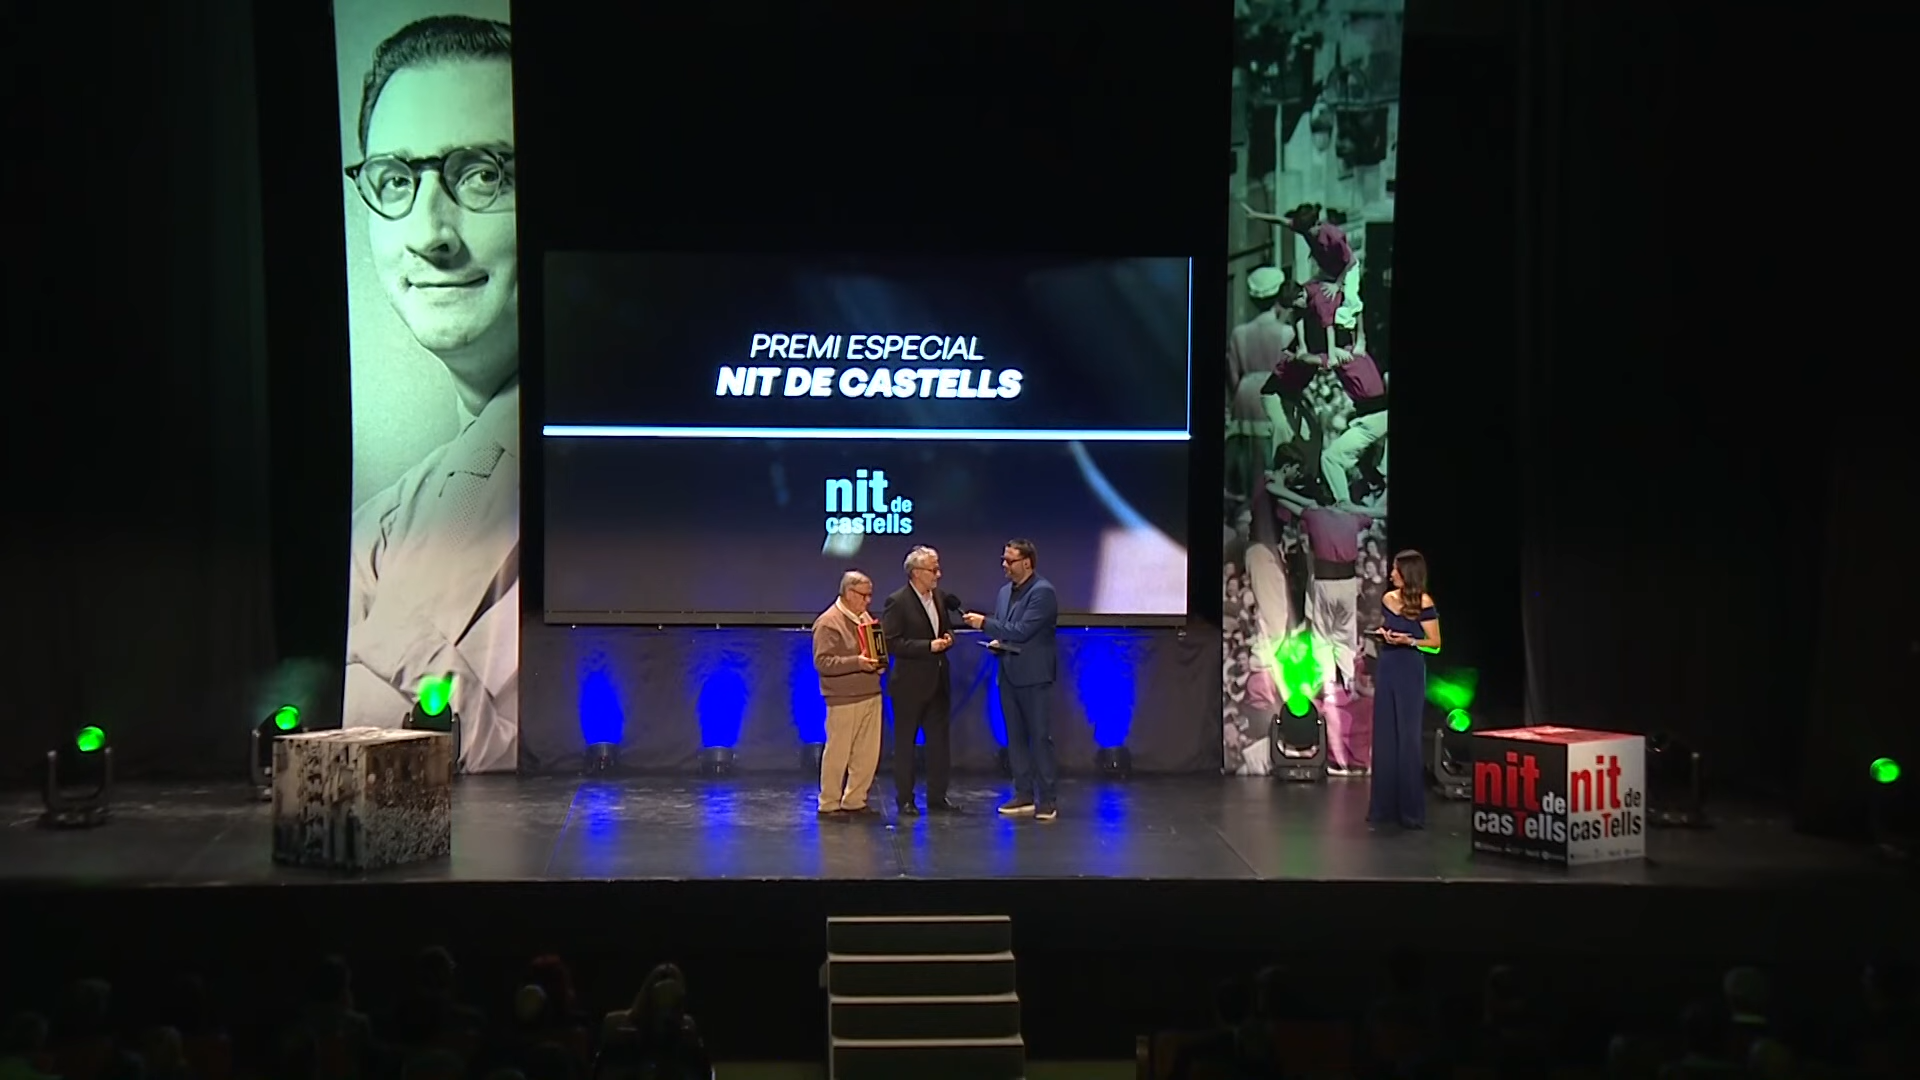 PREMI ESPECIAL
NIT DE CASTELLS
nit de
casTells
nit de
casTells
nit de
casTells